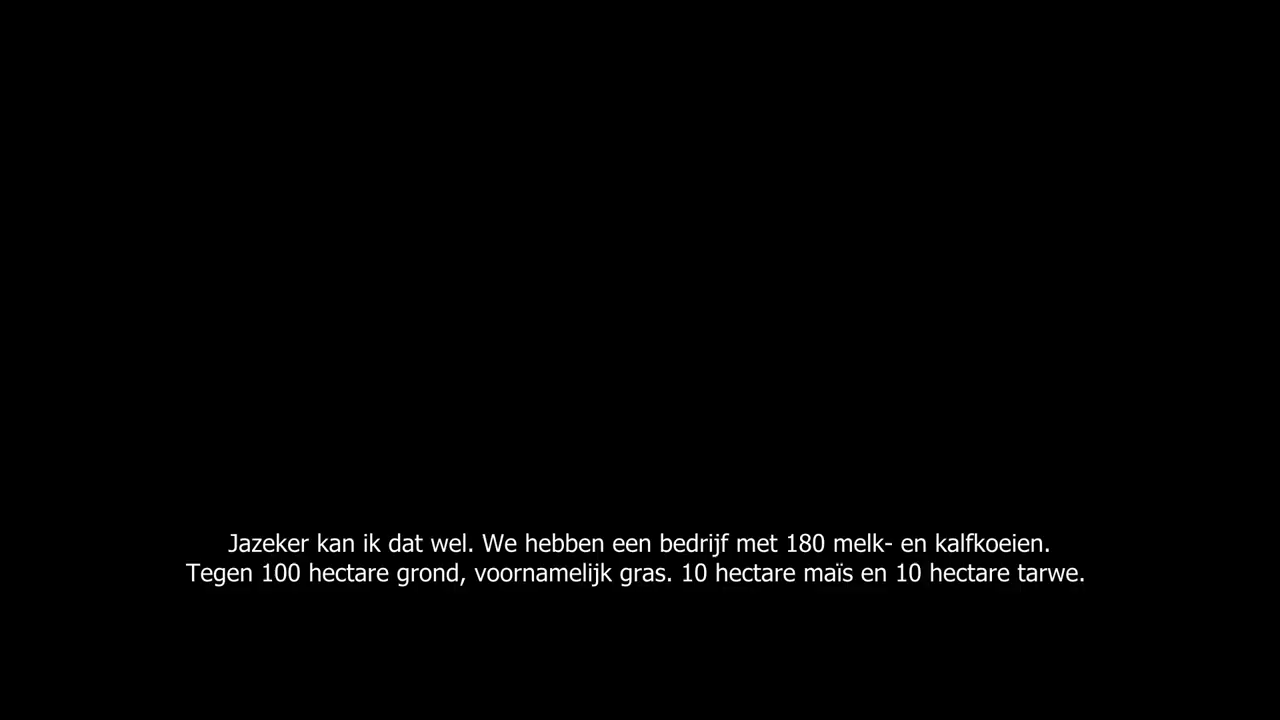 Jazeker kan ik dat wel. We hebben een bedrijf met 180 melk- en kalfkoeien.
Tegen 100 hectare grond, voornamelijk gras. 10 hectare maïs en 10 hectare tarwe.